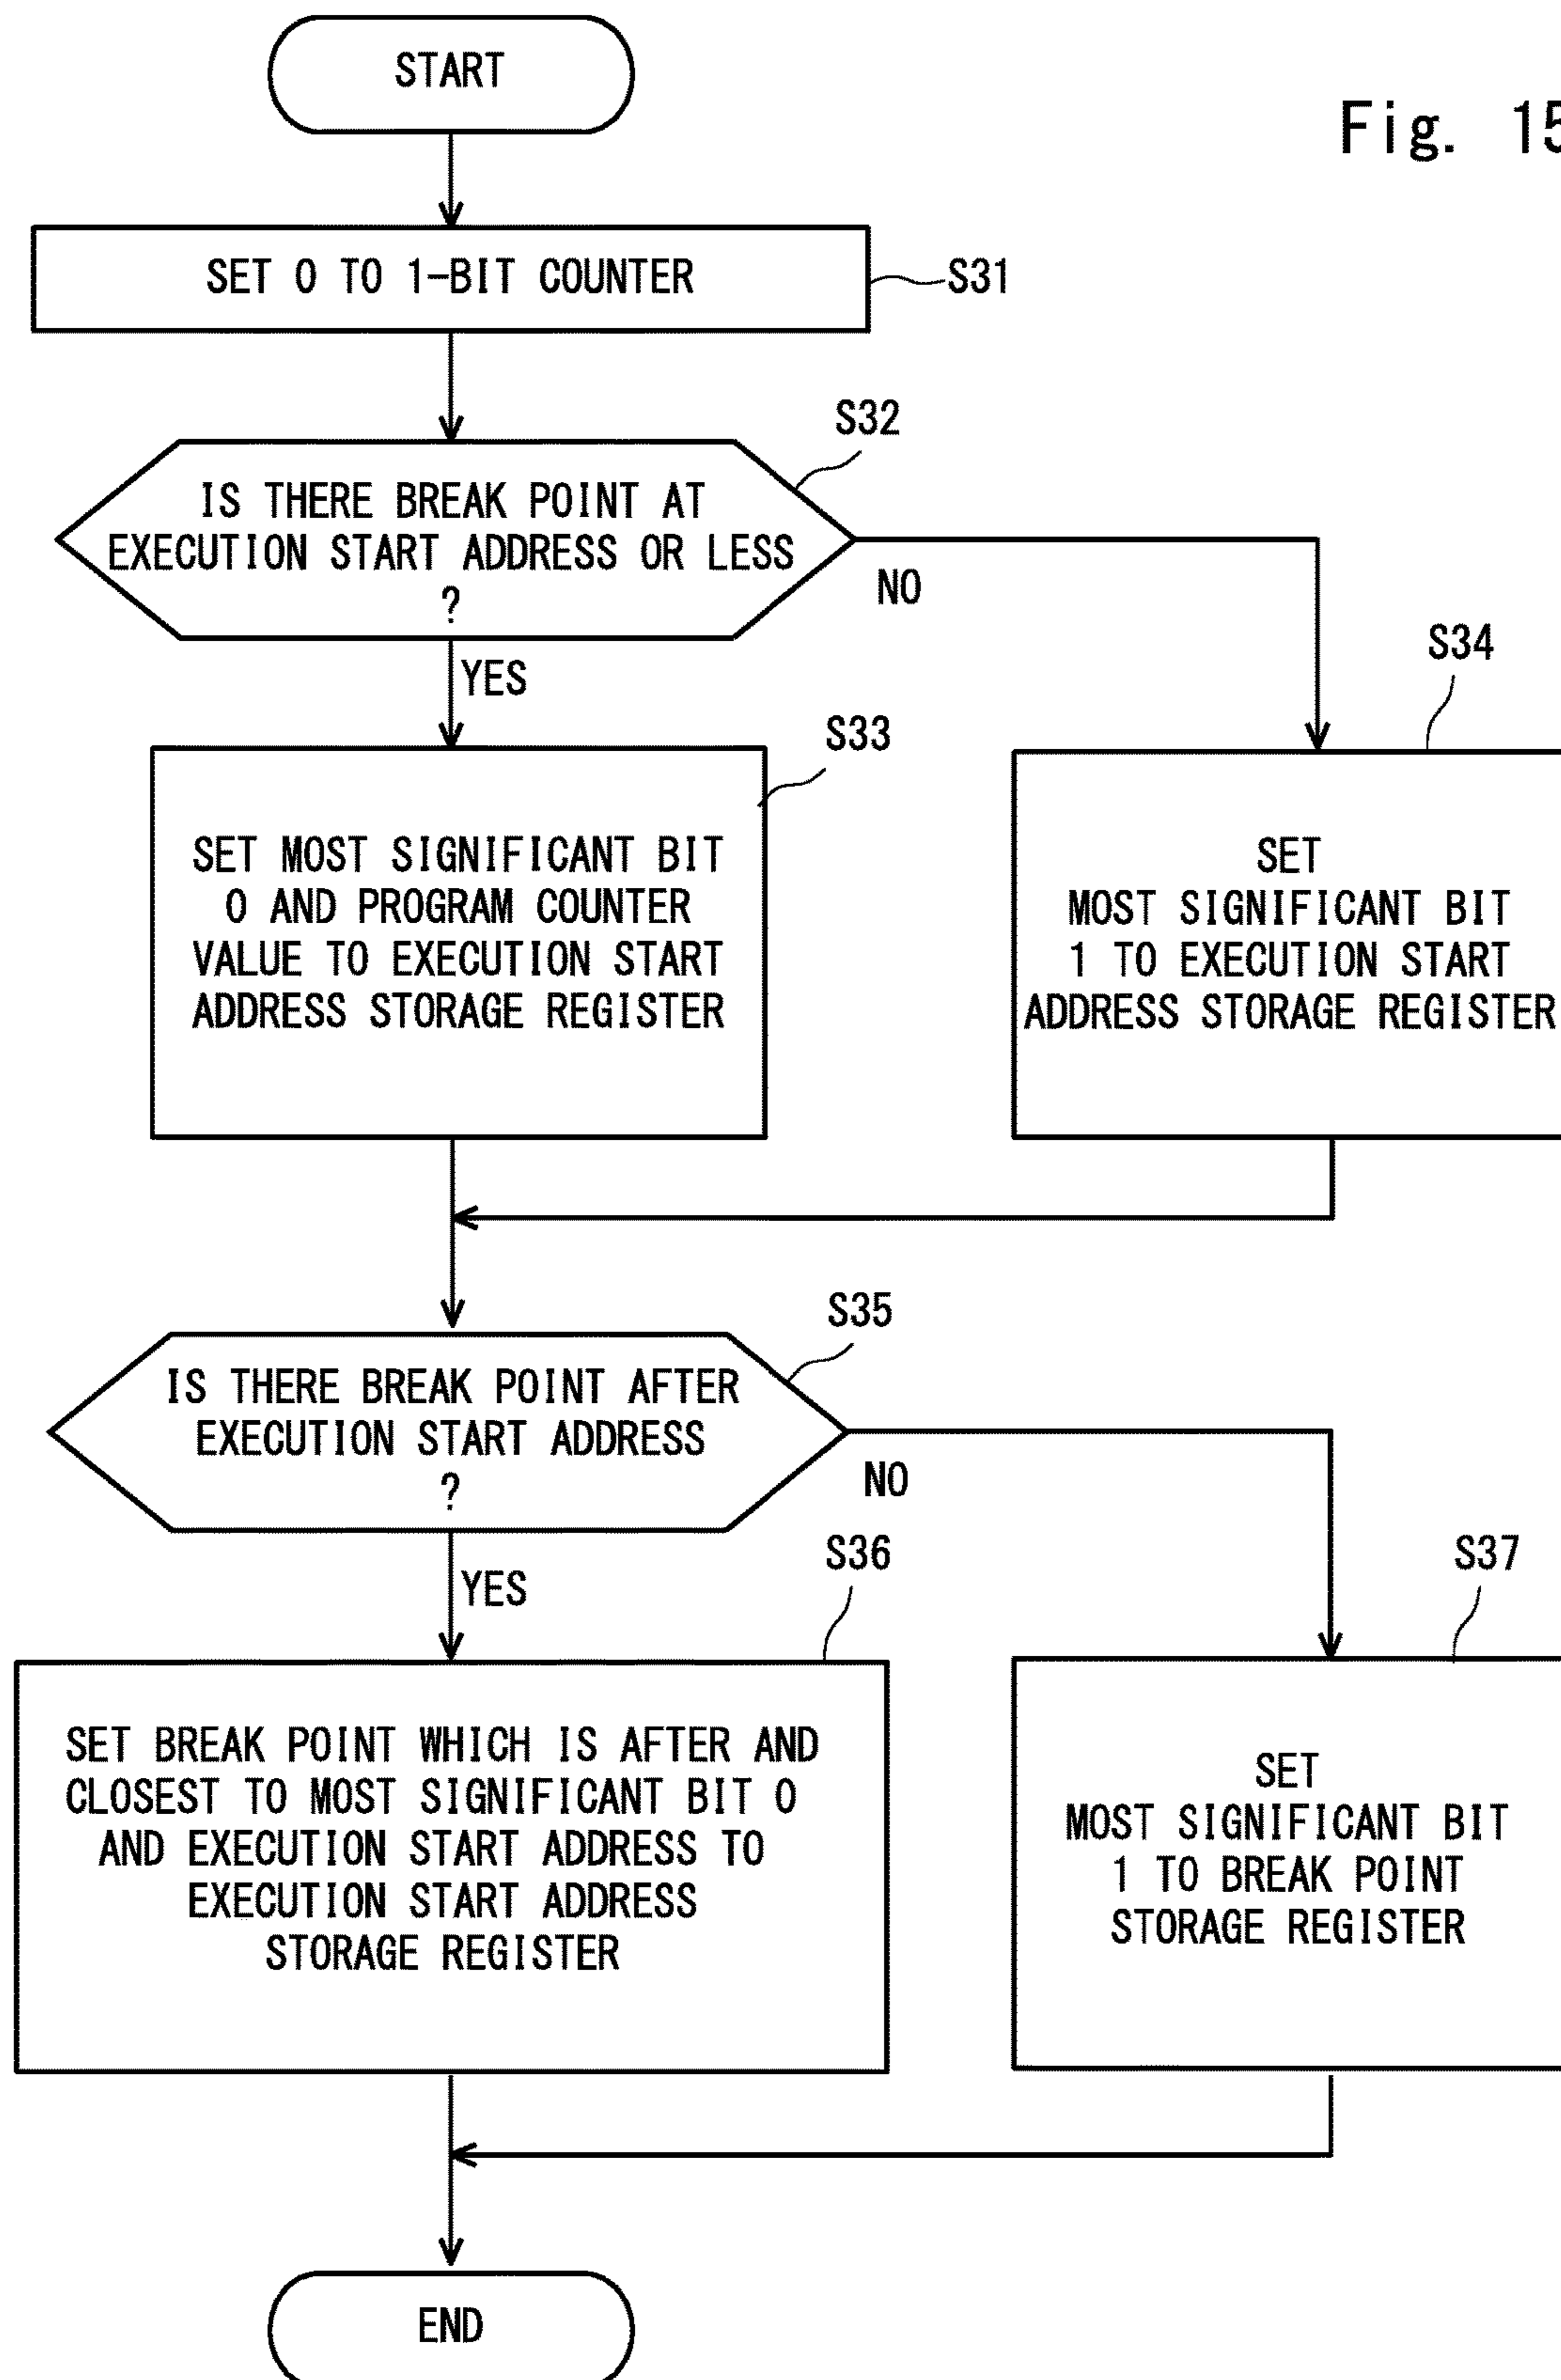 START
Fig. 15
SET 0 TO 1-BIT COUNTER
S31
S32
IS THERE BREAK POINT AT
EXECUTION START ADDRESS OR LESS
?
NO
YES
S34
S33
SET MOST SIGNIFICANT BIT
0 AND PROGRAM COUNTER
VALUE TO EXECUTION START
ADDRESS STORAGE REGISTER
SET
MOST SIGNIFICANT BIT
1 TO EXECUTION START
ADDRESS STORAGE REGISTER
S35
IS THERE BREAK POINT AFTER
EXECUTION START ADDRESS
?
NO
YES
S36
S37
SET BREAK POINT WHICH IS AFTER AND
CLOSEST TO MOST SIGNIFICANT BIT 0
AND EXECUTION START ADDRESS TO
EXECUTION START ADDRESS
STORAGE REGISTER
SET
MOST SIGNIFICANT BIT
1 TO BREAK POINT
STORAGE REGISTER
END